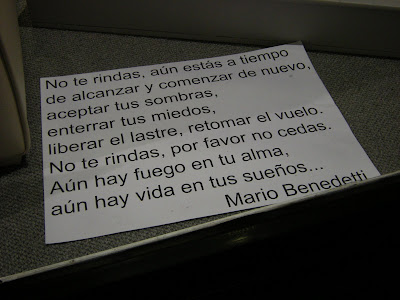 No te rindas, aún estás a tiempo
de alcanzar y comenzar de nuevo,
aceptar tus sombras,
enterrar tus miedos,
liberar el lastre, retomar el vuelo.
No te rindas, por favor no cedas.
Aún hay fuego en tu alma,
aún hay vida en tus sueños...
Mario Benedetti